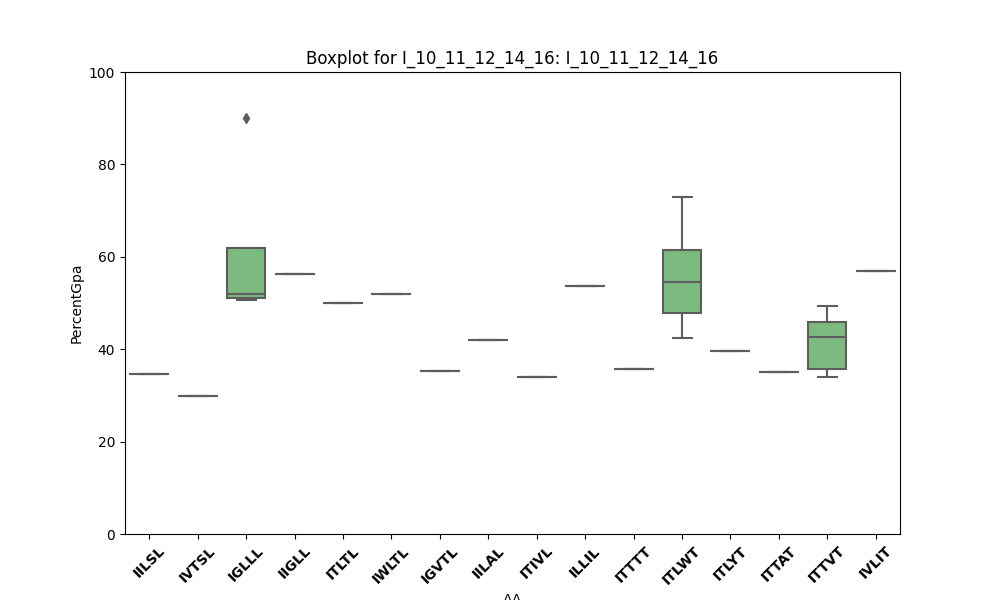 Boxplot for I_10_11_12_14_16: I_10_11_12_14_16
PercentGpa
100
80
60
40
20
0
IILSL
IVTSL
IGLLL
IIGLL
ITLTL
IWLTL
IGVTL
IILAL
ITIVL
ILLIL
ITTTT
ITLWT
ITLYT
ITTAT
ITTVT
IVLIT
AA